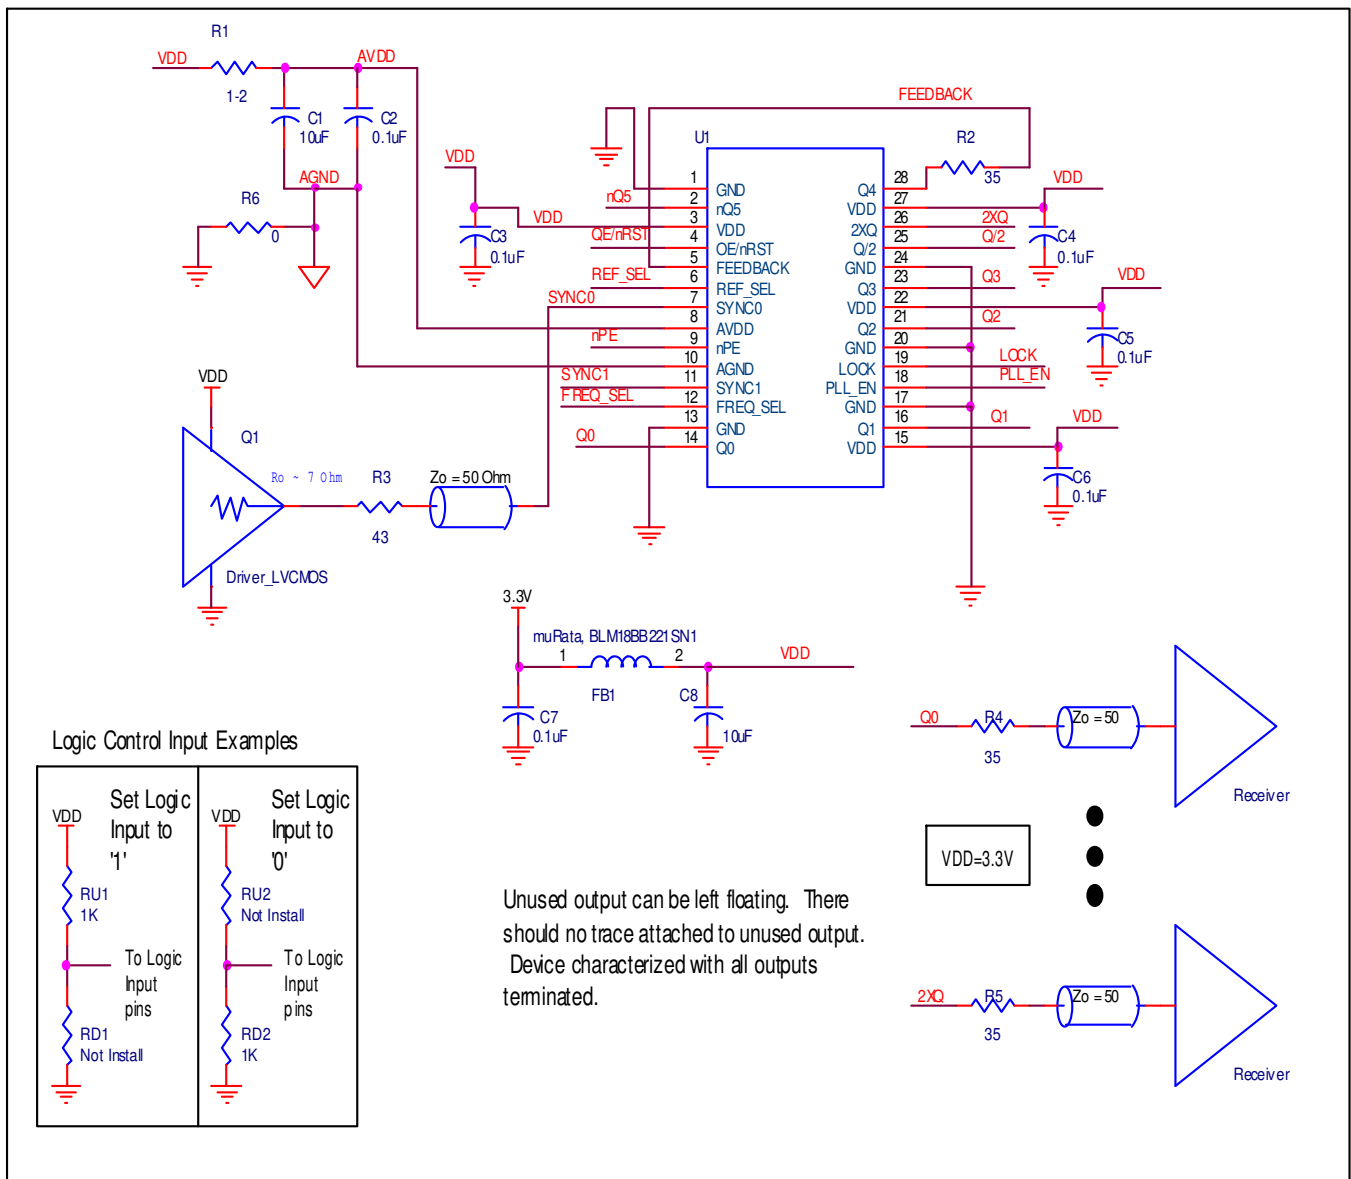 R1
VDD
AVDD
1-2
C1
10uF
C2
0.1uF
AGND
R6
0
FEEDBACK
R2
35
U1
VDD
C3
0.1uF
VDD
nQ5
OE/nRST
REF_SEL
SYNC0
nPE
SYNC1
FREQ_SEL
Q0
1 GND
2 nQ5
3 VDD
4 OE/nRST
5 FEEDBACK
6 REF_SEL
7 SYNC0
8 AVDD
9 nPE
10 AGND
11 SYNC1
12 FREQ_SEL
13 GND
14 Q0
Q4 28
VDD 27
2XQ 26
Q/2 25
GND 24
Q3 23
VDD 22
Q2 21
GND 20
LOCK 19
PLL_EN 18
GND 17
Q1 16
VDD 15
VDD
2XQ
Q/2
C4
0.1uF
Q3
VDD
Q2
C5
0.1uF
LOCK
PLL_EN
Q1
VDD
C6
0.1uF
VDD
Q1
Ro ~ 7 Ohm
R3
43
Zo = 50 Ohm
Driver_LVCMOS
3.3V
muRata, BLM18BB221SN1
1
2
VDD
FB1
C7
0.1uF
C8
10uF
Q0
R4
35
Zo = 50
Receiver
VDD=3.3V
2XQ
R5
35
Zo = 50
Receiver
Logic Control Input Examples
VDD
Set Logic
Input to
'1'
RU1
1K
To Logic
Input
pins
RD1
Not Install
VDD
Set Logic
Input to
'0'
RU2
Not Install
To Logic
Input
pins
RD2
1K
Unused output can be left floating. There
should no trace attached to unused output.
Device characterized with all outputs
terminated.